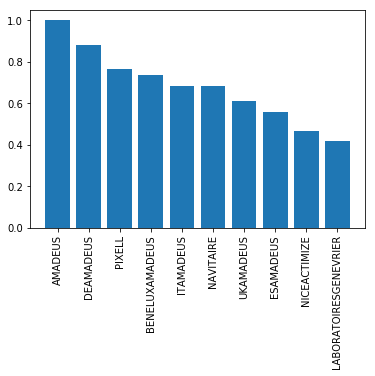 1.0
0.8
0.6
0.4
0.2
0.0
AMADEUS
DEAMADEUS
PIXELL
BENELUXAMADEUS
ITAMADEUS
NAVITAIRE
UKAMADEUS
ESAMADEUS
NICEACTIMIZE
LABORATOIRESGENEVRIER